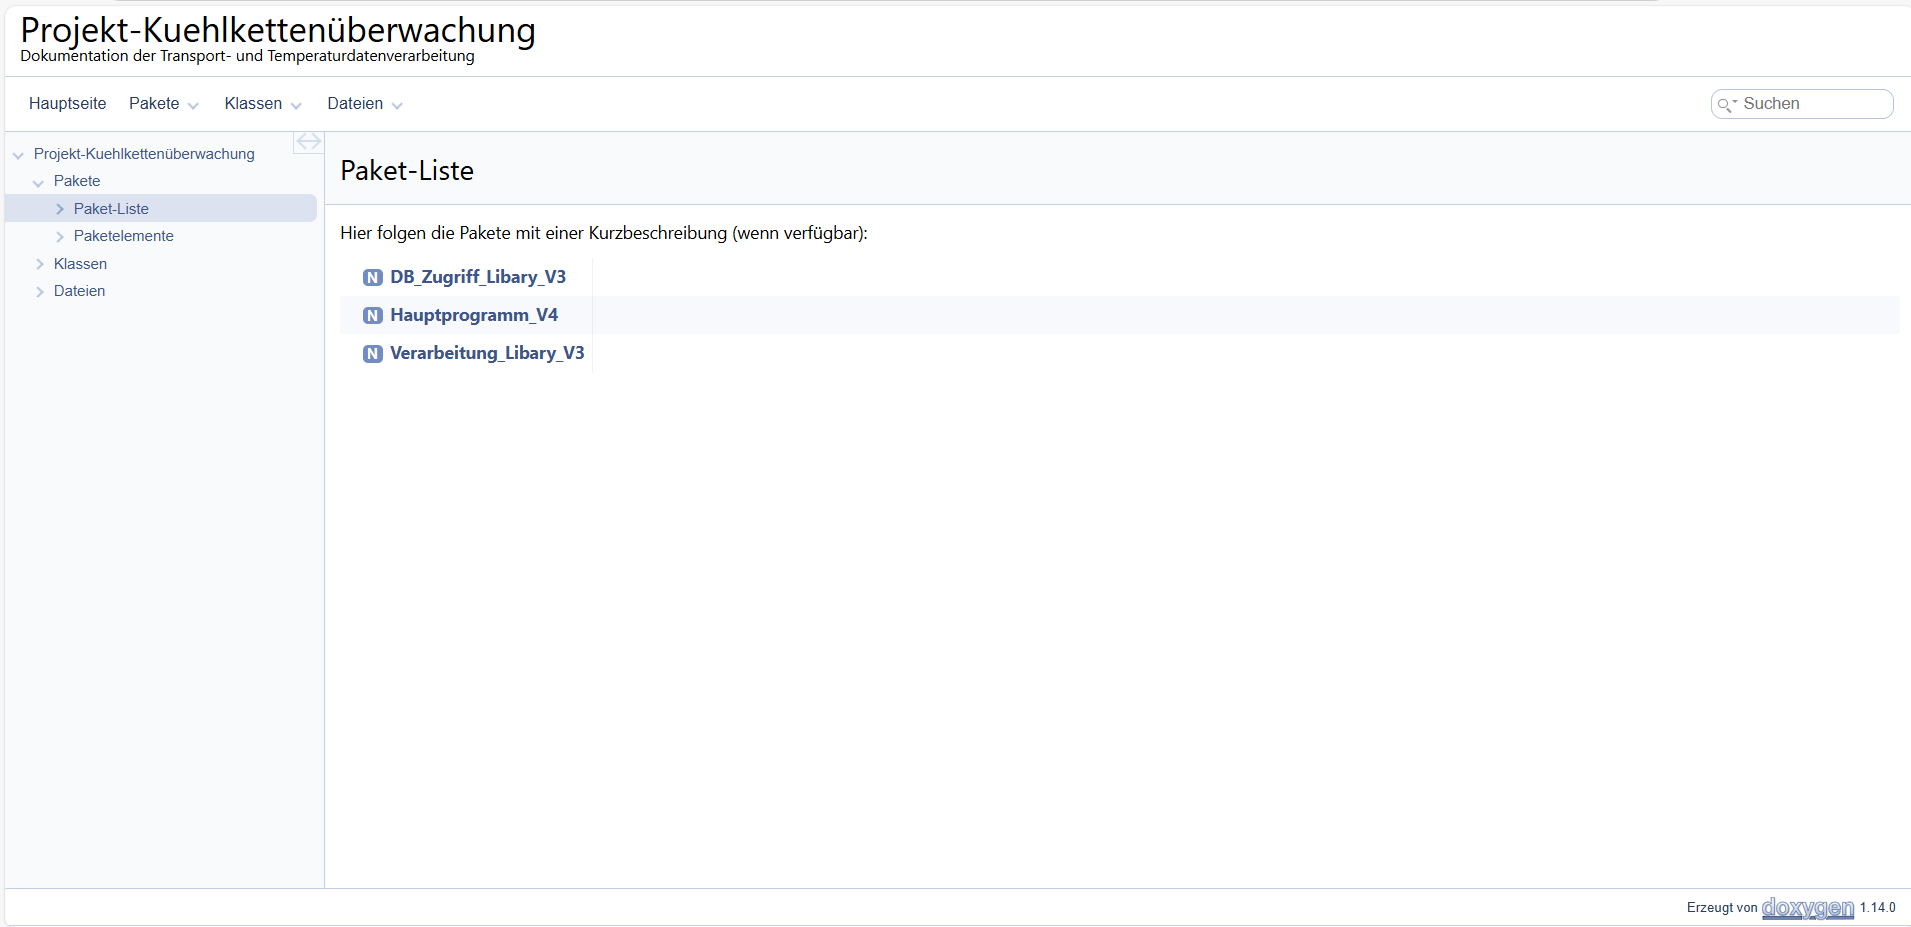 Projekt-Kuehlkettenüberwachung
Dokumentation der Transport- und Temperaturdatenverarbeitung
Hauptseite Pakete Klassen Dateien Suchen
Projekt-Kuehlkettenüberwachung
Pakete
Paket-Liste
Paketelemente
Klassen
Dateien
Paket-Liste
Hier folgen die Pakete mit einer Kurzbeschreibung (wenn verfügbar):
N DB_Zugriff_Libary_V3
N Hauptprogramm_V4
N Verarbeitung_Libary_V3
Erzeugt von doxygen 1.14.0